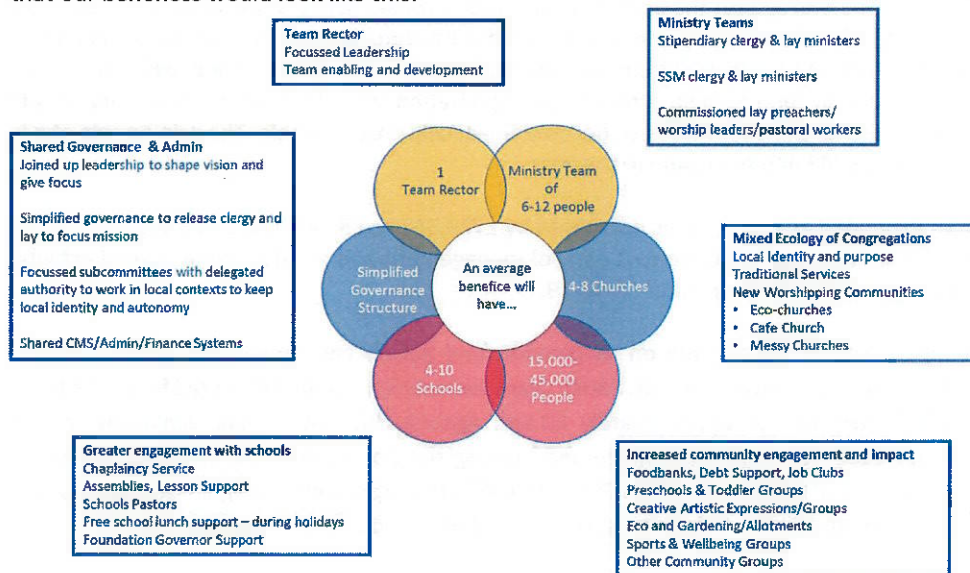 Team Rector
Focussed Leadership
Team enabling and development
Ministry Teams
Stipendiary clergy & lay ministers
SSM clergy & lay ministers
Commissioned lay preachers/
worship leaders/pastoral workers
Shared Governance & Admin
Joined up leadership to shape vision and
give focus
Simplified governance to release clergy and
lay to focus mission
Focussed subcommittees with delegated
authority to work in local contexts to keep
local identity and autonomy
Shared CMS/Admin/Finance Systems
1
Team Rector
Ministry Team
of
6-12 people
Simplified
Governance
Structure
An average
benefice will
have...
4-8 Churches
4-10
Schools
15,000-
45,000
People
Mixed Ecology of Congregations
Local Identity and purpose
Traditional Services
New Worshipping Communities
• Eco-churches
• Cafe Church
• Messy Churches
Greater engagement with schools
Chaplaincy Service
Assemblies, Lesson Support
Schools Pastors
Free school lunch support – during holidays
Foundation Governor Support
Increased community engagement and impact
Foodbanks, Debt Support, Job Clubs
Preschools & Toddler Groups
Creative Artistic Expressions/Groups
Eco and Gardening/Allotments
Sports & Wellbeing Groups
Other Community Groups